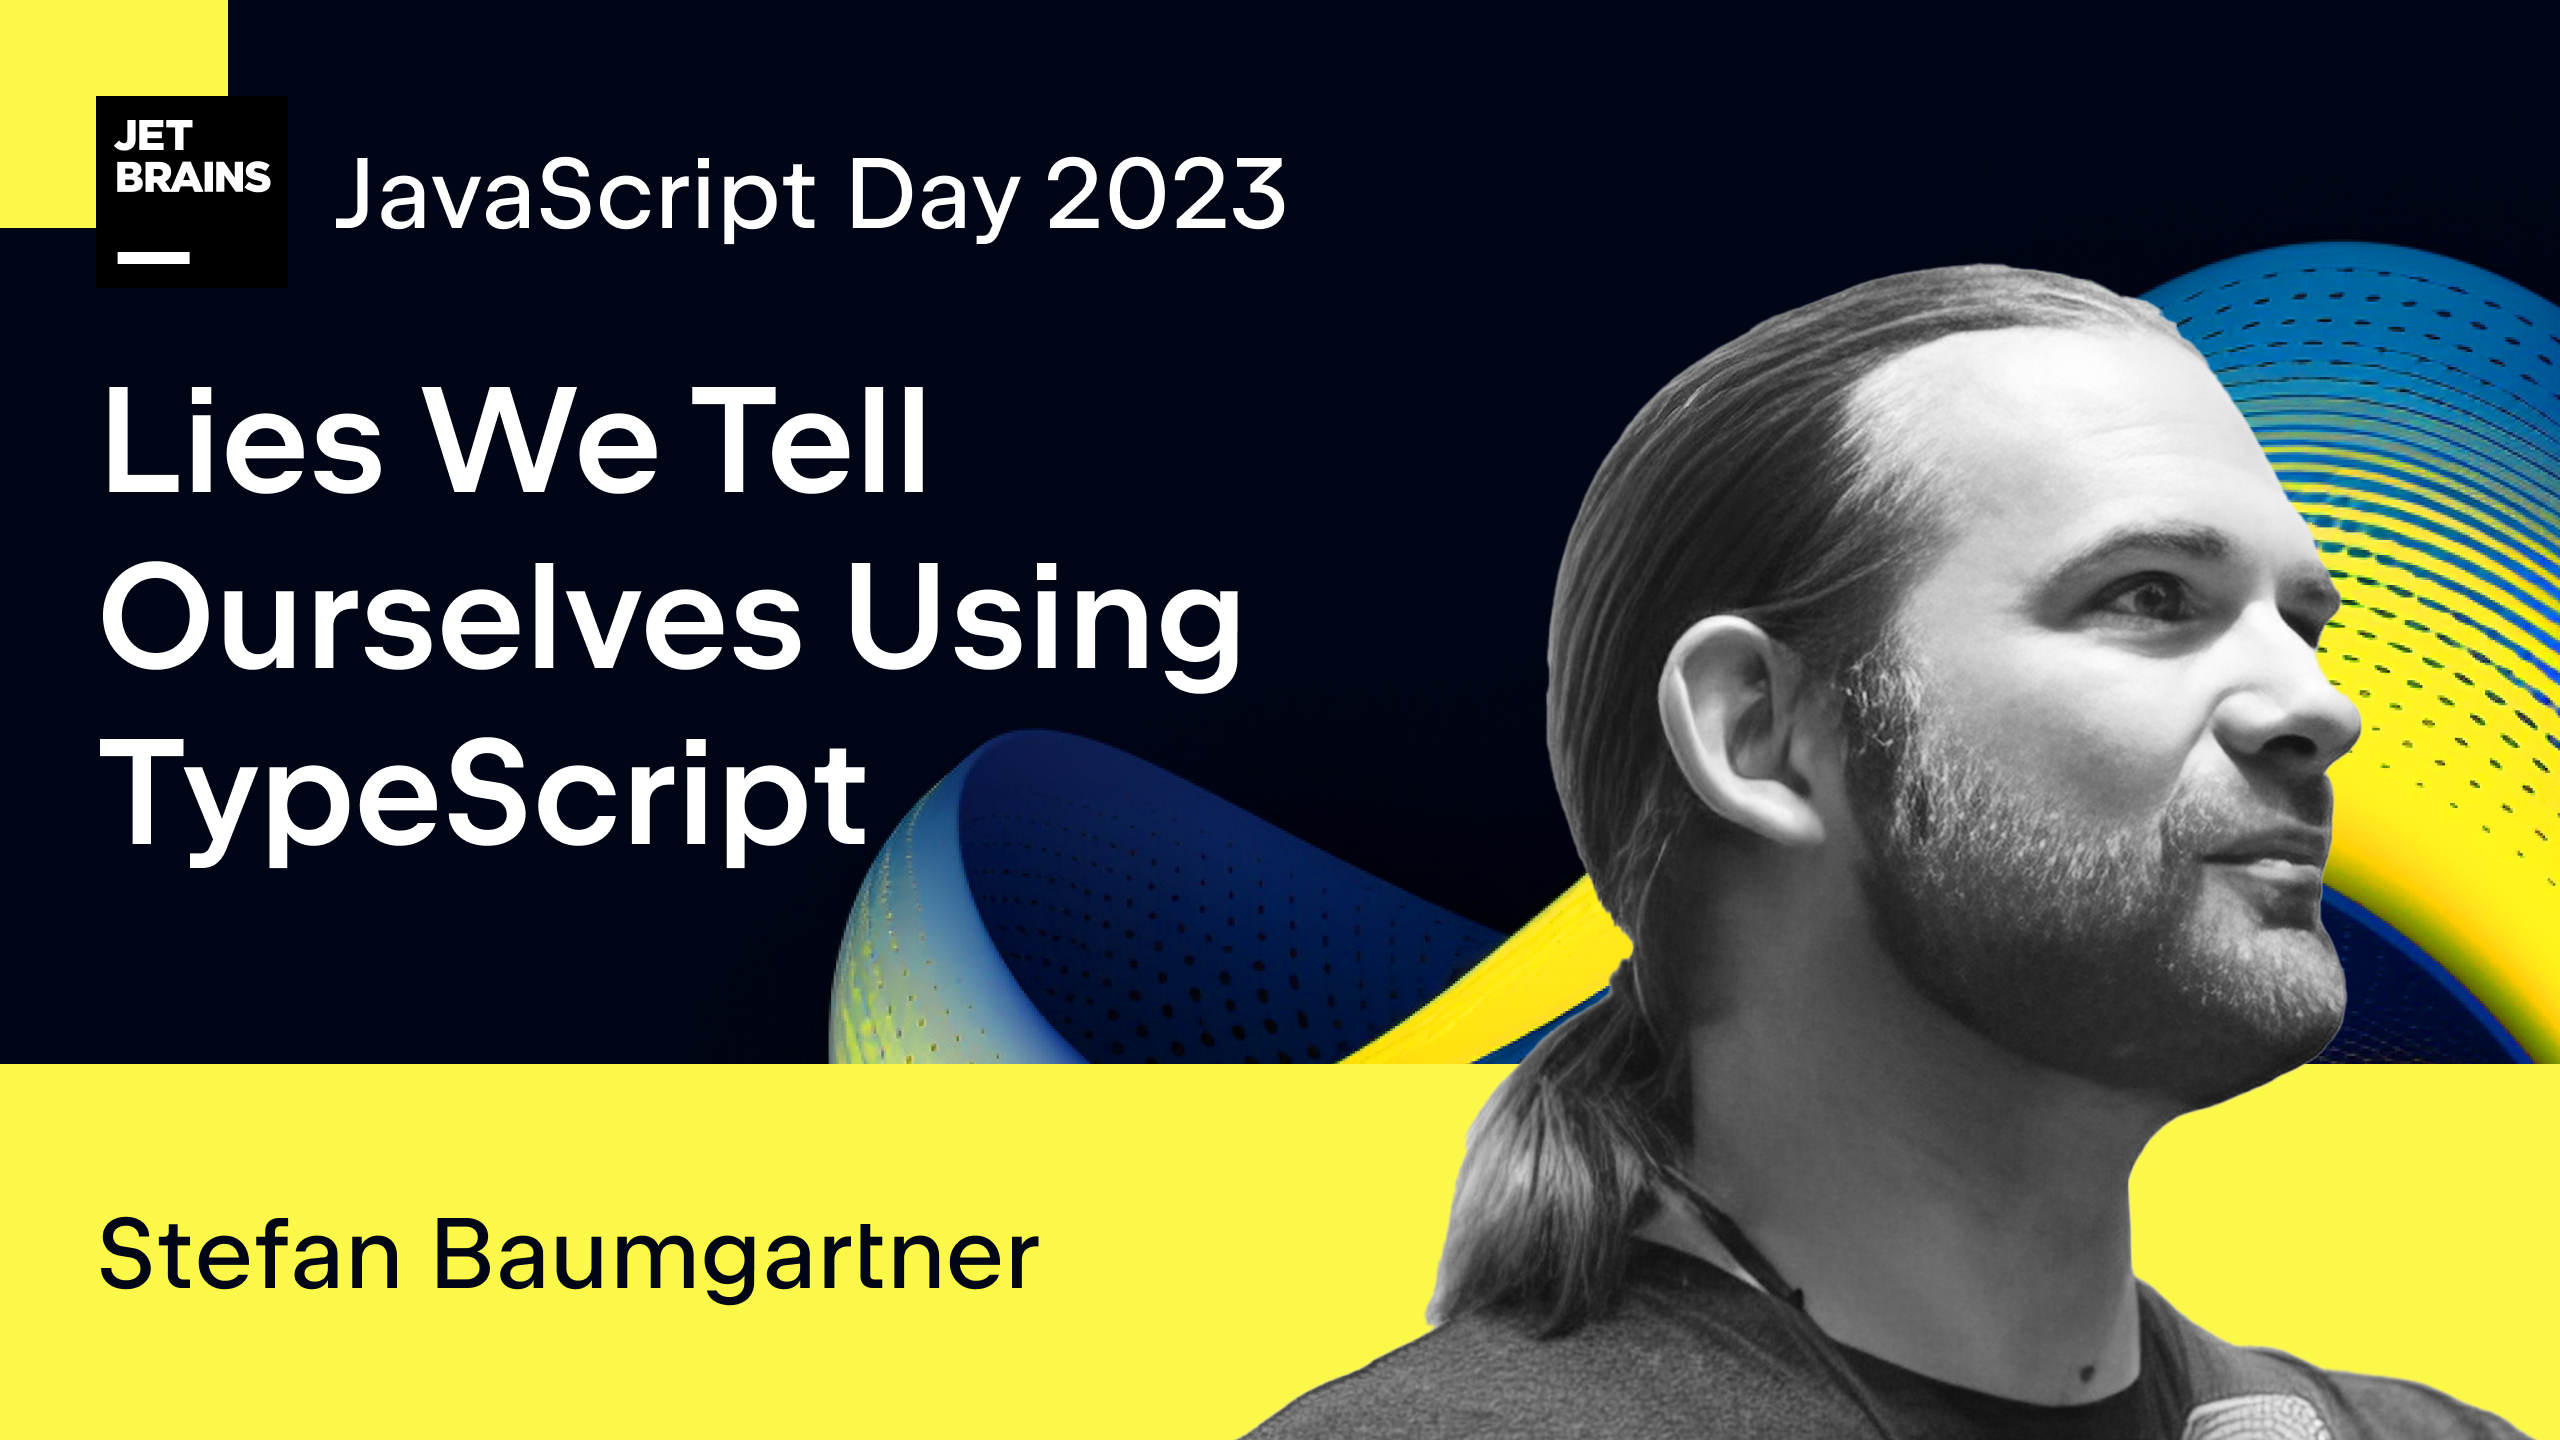 JET
BRAINS
JavaScript Day 2023
Lies We Tell
Ourselves Using
TypeScript
Stefan Baumgartner